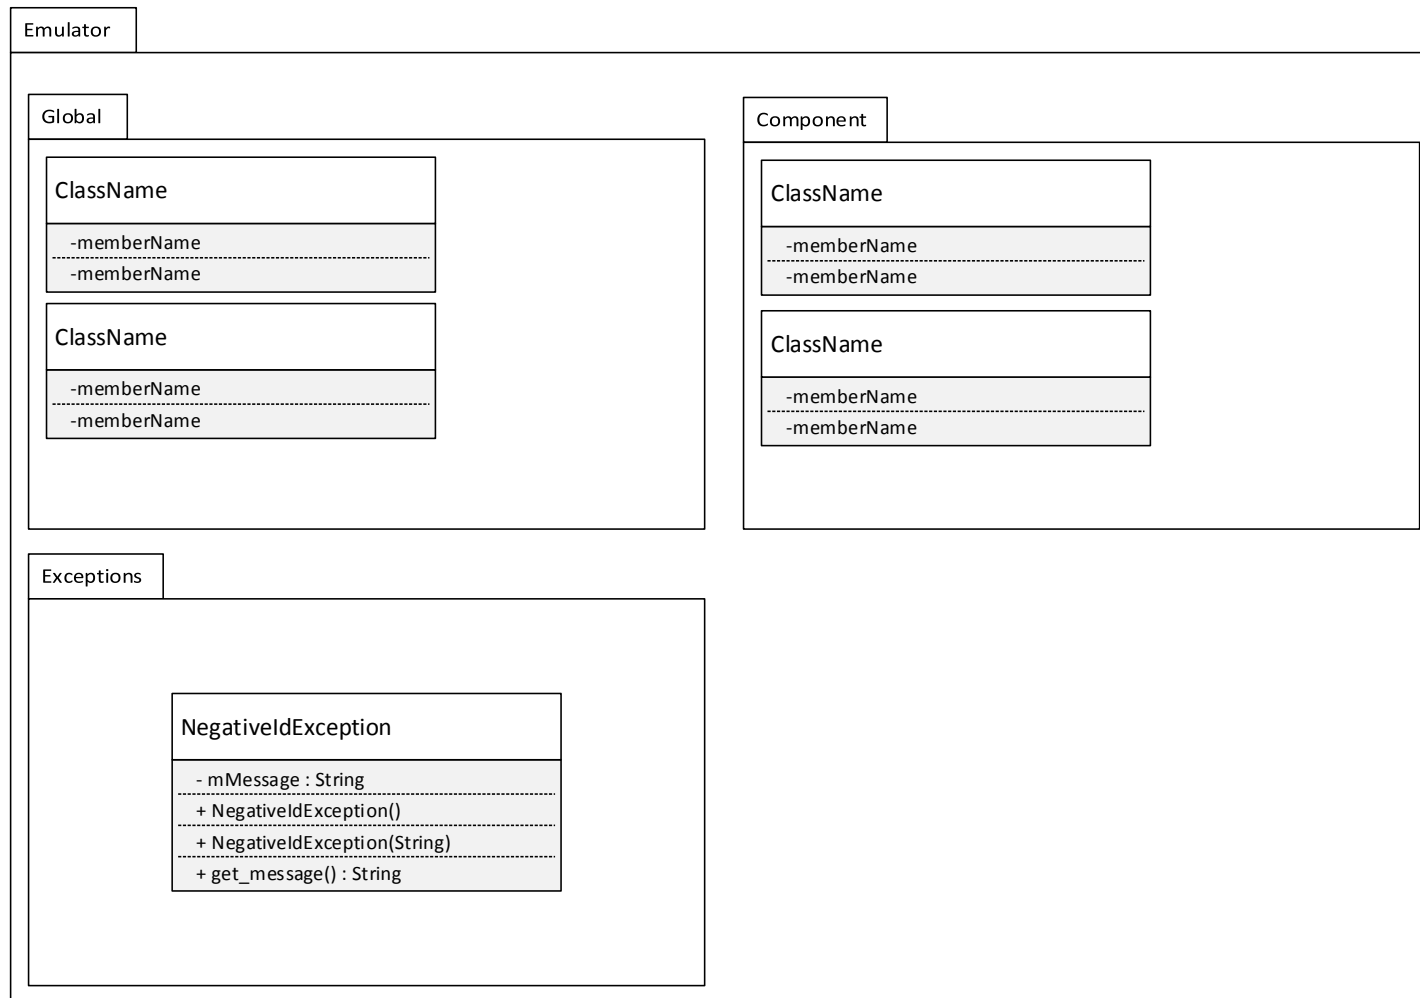 Emulator
Global
ClassName
-memberName
-memberName
ClassName
-memberName
-memberName
Component
ClassName
-memberName
-memberName
ClassName
-memberName
-memberName
Exceptions
NegativeIdException
- mMessage : String
+ NegativeIdException()
+ NegativeIdException(String)
+ get_message() : String